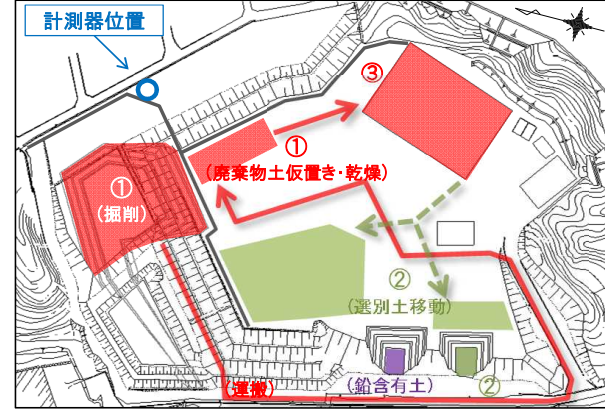 計測器位置
③
①
(廃棄物土仮置き・乾燥)
①
(掘削)
②
(選別土移動)
(運搬)
(鉛含有土)
②